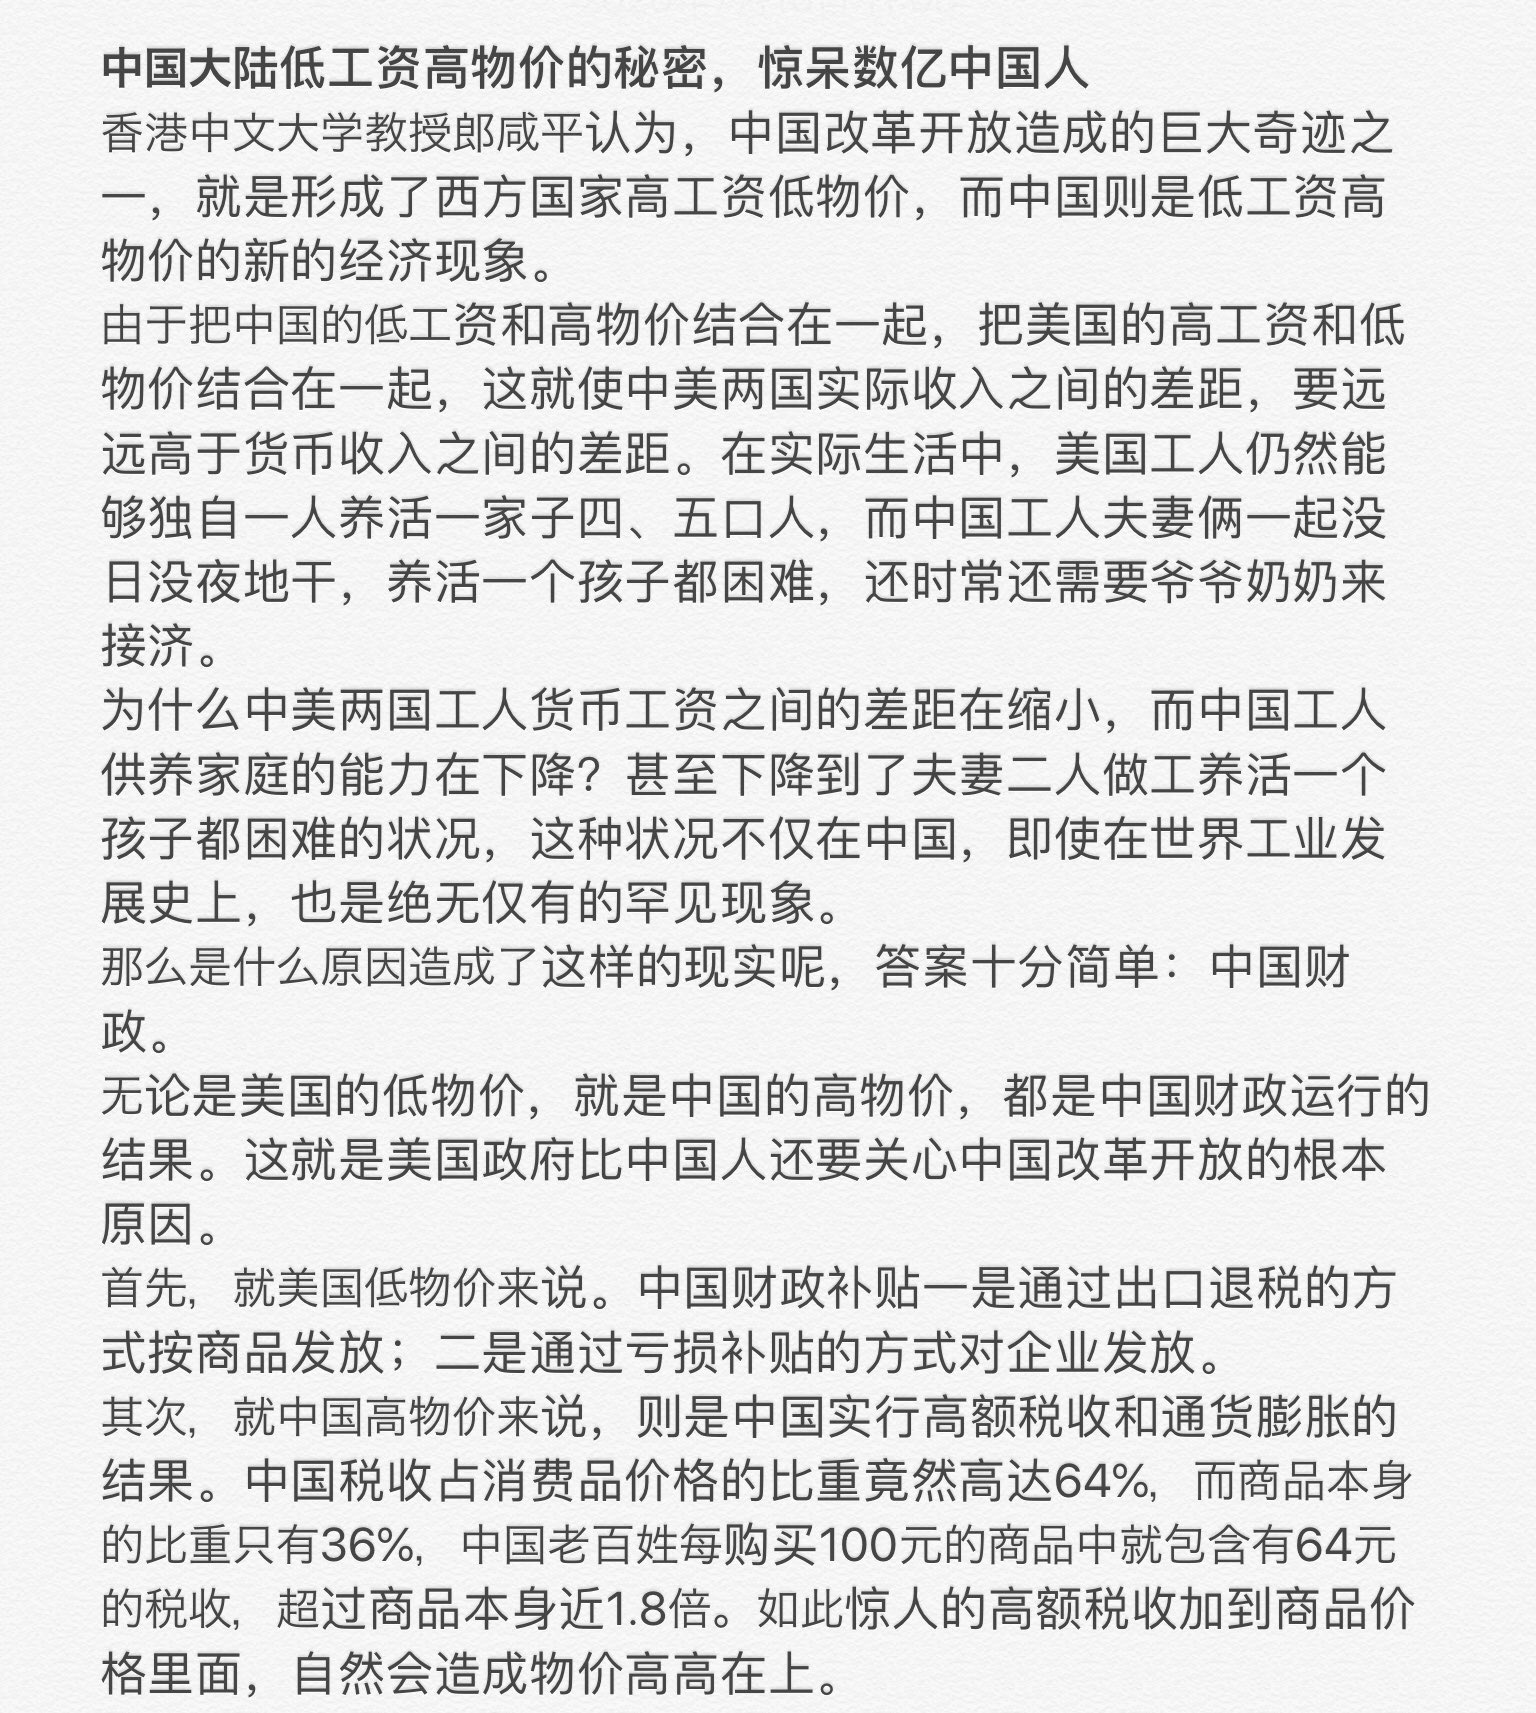 中国大陆低工资高物价的秘密，惊呆数亿中国人
香港中文大学教授郎咸平认为，中国改革开放造成的巨大奇迹之
一，就是形成了西方国家高工资低物价，而中国则是低工资高
物价的新的经济现象。
由于把中国的低工资和高物价结合在一起，把美国的高工资和低
物价结合在一起，这就使中美两国实际收入之间的差距，要远
远高于货币收入之间的差距。在实际生活中，美国工人仍然能
够独自一人养活一家子四、五口人，而中国工人夫妻俩一起没
日没夜地干，养活一个孩子都困难，还时常还需要爷爷奶奶来
接济。
为什么中美两国工人货币工资之间的差距在缩小，而中国工人
供养家庭的能力在下降？甚至下降到了夫妻二人做工养活一个
孩子都困难的状况，这种状况不仅在中国，即使在世界工业发
展史上，也是绝无仅有的罕见现象。
那么是什么原因造成了这样的现实呢，答案十分简单：中国财
政。
无论是美国的低物价，就是中国的高物价，都是中国财政运行的
结果。这就是美国政府比中国人还要关心中国改革开放的根本
原因。
首先，就美国低物价来说。中国财政补贴一是通过出口退税的方
式按商品发放；二是通过亏损补贴的方式对企业发放。
其次，就中国高物价来说，则是中国实行高额税收和通货膨胀的
结果。中国税收占消费品价格的比重竟然高达64%，而商品本身
的比重只有36%，中国老百姓每购买100元的商品中就包含有64元
的税收，超过商品本身近1.8倍。如此惊人的高额税收加到商品价
格里面，自然会造成物价高高在上。